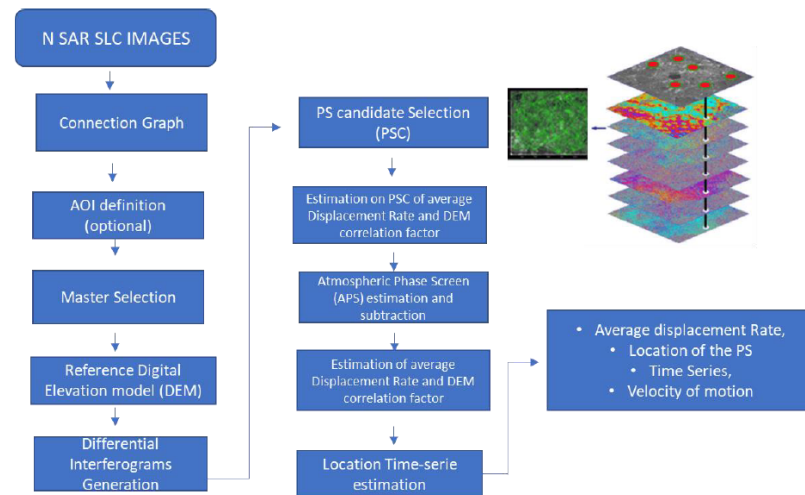 N SAR SLC IMAGES
Connection Graph
AOI definition
(optional)
Master Selection
Reference Digital
Elevation model (DEM)
Differential
Interferograms
Generation
PS candidate Selection
(PSC)
Estimation on PSC of average
Displacement Rate and DEM
correlation factor
Atmospheric Phase Screen
(APS) estimation and
subtraction
Estimation of average
Displacement Rate and DEM
correlation factor
Location Time-serie
estimation
• Average displacement Rate,
• Location of the PS
• Time Series,
• Velocity of motion